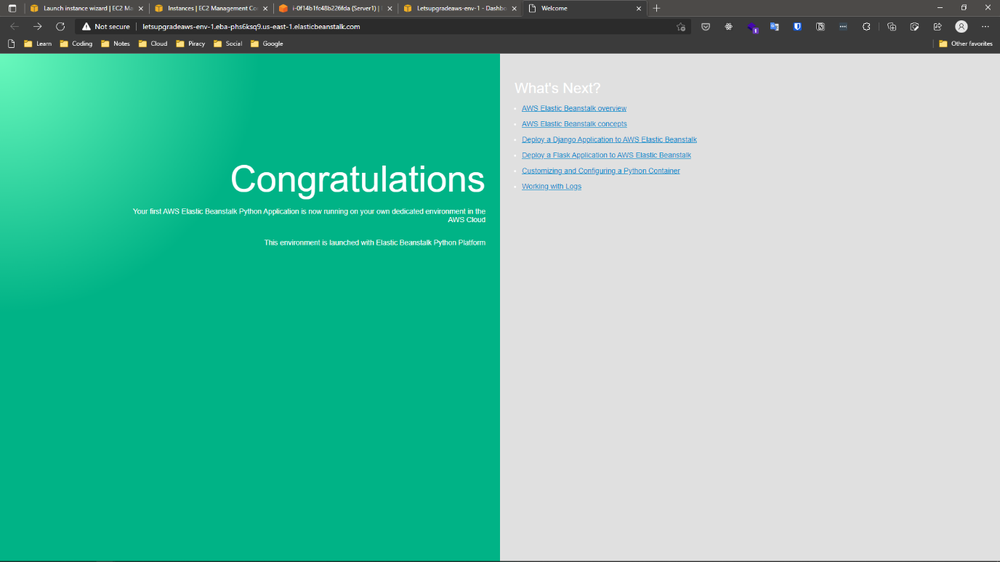 Launch instance wizard | EC2 Ma
Instances | EC2 Management Co
i-0f14b1fc48b226fda (Server1) |
Letsupgradeaws-env-1 - Dashbo
Welcome
Not secure
letsupgradeaws-env-1.eba-phs6ksq9.us-east-1.elasticbeanstalk.com
1
Learn
Coding
Notes
Cloud
Piracy
Social
Google
Other favorites
Congratulations
Your first AWS Elastic Beanstalk Python Application is now running on your own dedicated environment in the
AWS Cloud
This environment is launched with Elastic Beanstalk Python Platform
What's Next?
AWS Elastic Beanstalk overview
AWS Elastic Beanstalk concepts
Deploy a Django Application to AWS Elastic Beanstalk
Deploy a Flask Application to AWS Elastic Beanstalk
Customizing and Configuring a Python Container
Working with Logs